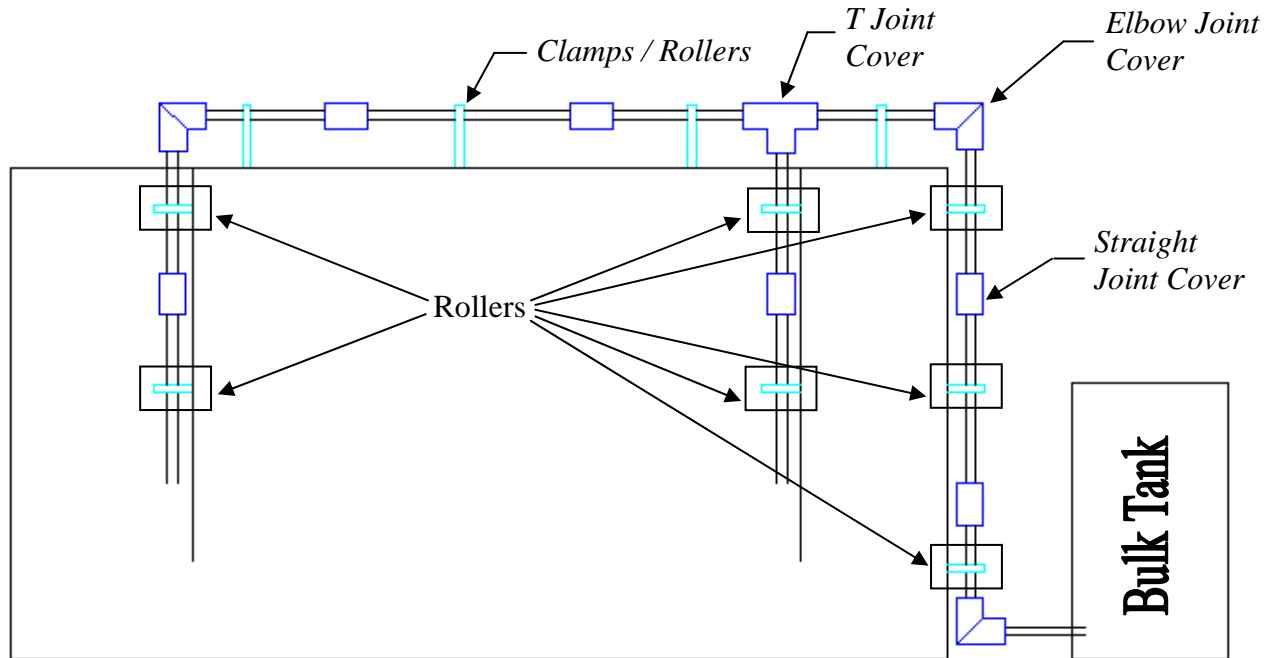 T Joint
Cover
Elbow Joint
Cover
Clamps / Rollers
Straight
Joint Cover
Rollers
Bulk Tank